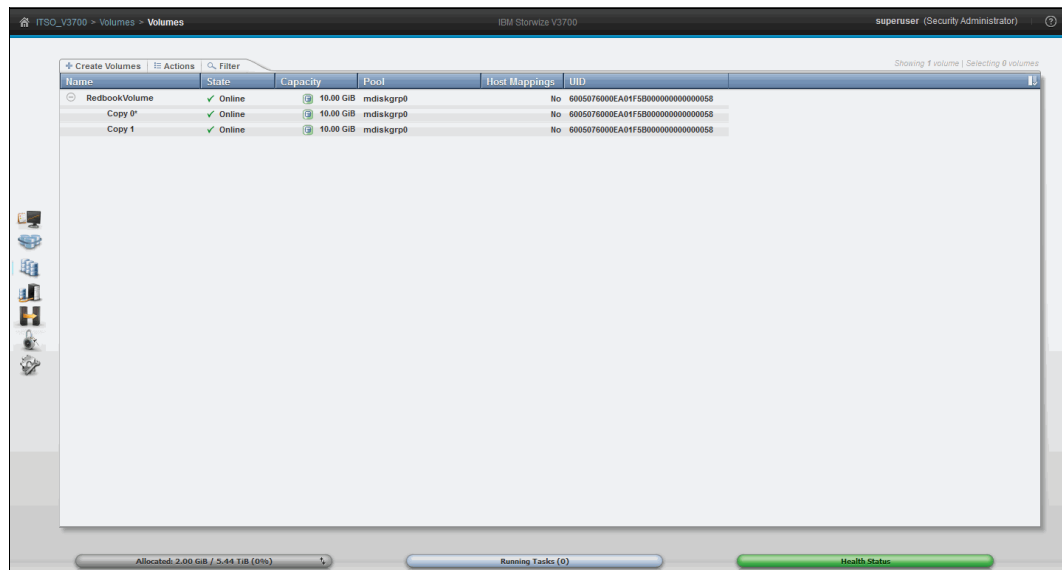 ITSO_V3700 > Volumes > Volumes
IBM Storwize V3700
superuser (Security Administrator)
Create Volumes
Actions
Filter
Showing 1 volume | Selecting 0 volumes
Name State Capacity Pool Host Mappings UID
RedbookVolume Online 10.00 GiB mdiskgrp0 No 6005076000EA01F5B000000000000058
Copy 0* Online 10.00 GiB mdiskgrp0 No 6005076000EA01F5B000000000000058
Copy 1 Online 10.00 GiB mdiskgrp0 No 6005076000EA01F5B000000000000058
Allocated: 2.00 GiB / 5.44 TiB (0%)
Running Tasks (0)
Health Status